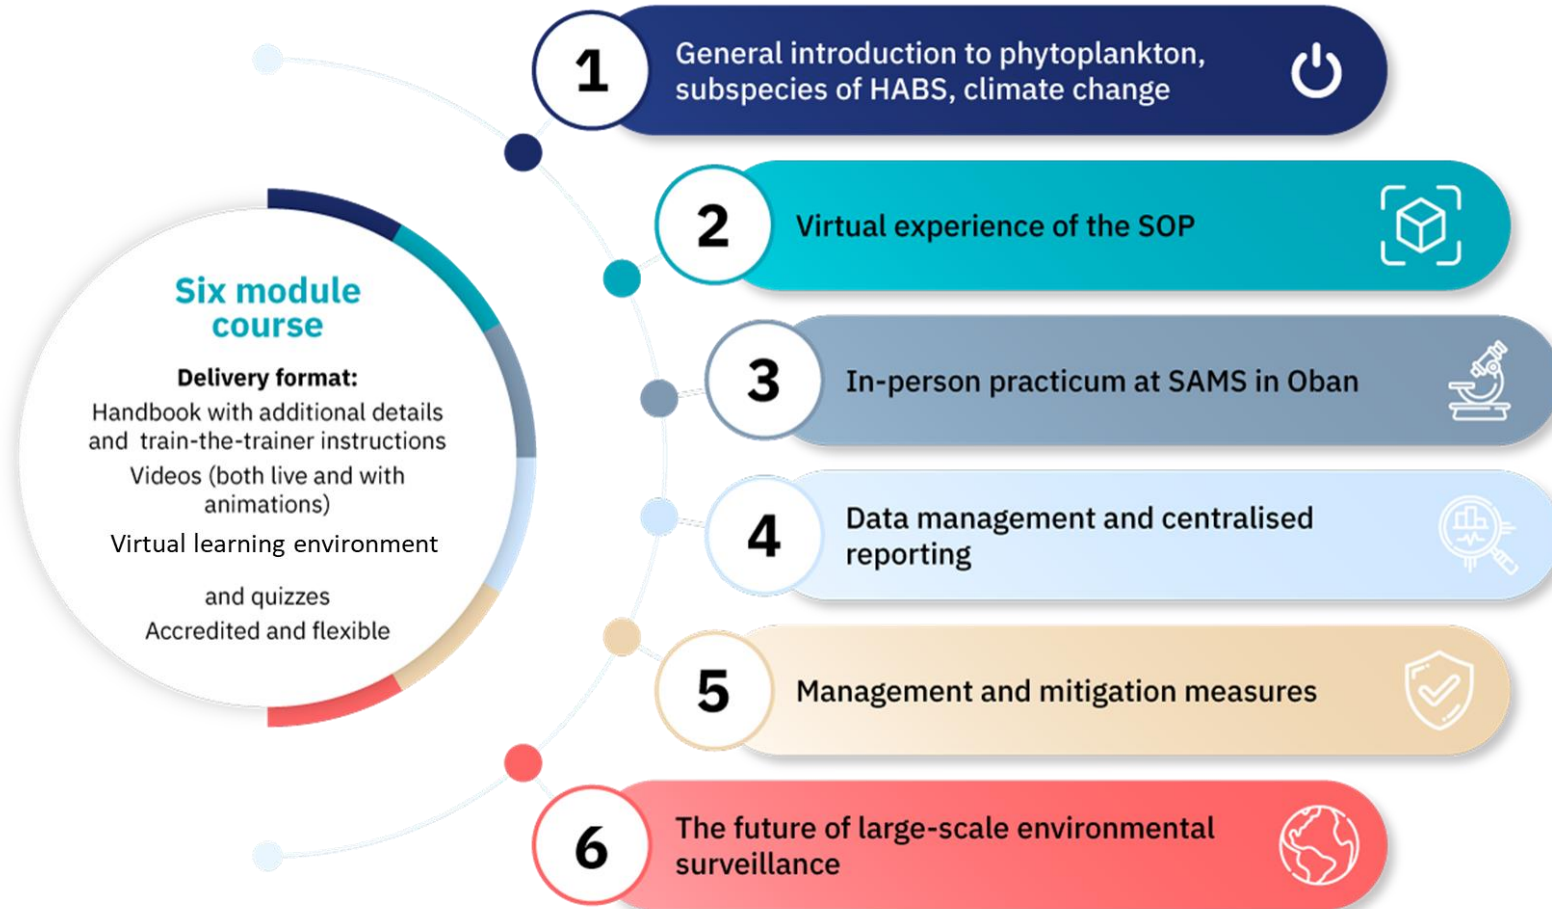 Six module
course
Delivery format:
Handbook with additional details
and train-the-trainer instructions
Videos (both live and with
animations)
Virtual learning environment
and quizzes
Accredited and flexible
1
General introduction to phytoplankton,
subspecies of HABS, climate change
2
Virtual experience of the SOP
3
In-person practicum at SAMS in Oban
4
Data management and centralised
reporting
5
Management and mitigation measures
6
The future of large-scale environmental
surveillance